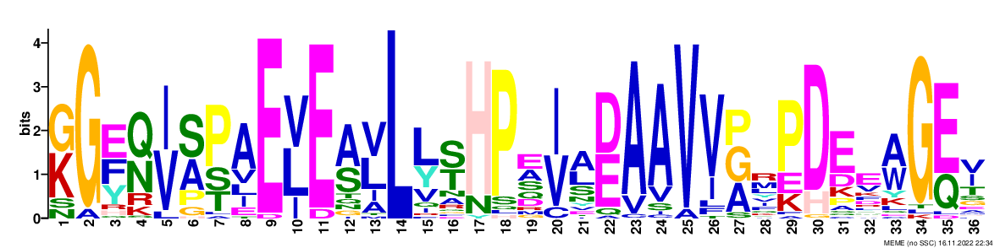 4
3
2
1
0
bits
G G E Q I S P A E V E A V L L S H P E I A D A A V V P R P D E E A G E V
K A F N V A S V D L D S L Y T N S A V L E V V A I G M E H D V W T Q I
S Y R L P T L I N I V N S C N Q S L A K P K Y T
N R K G E G A D
1 2 3 4 5 6 7 8 9 10 11 12 13 14 15 16 17 18 19 20 21 22 23 24 25 26 27 28 29 30 31 32 33 34 35 36
MEME (no SSC) 16.11.2022 22:34